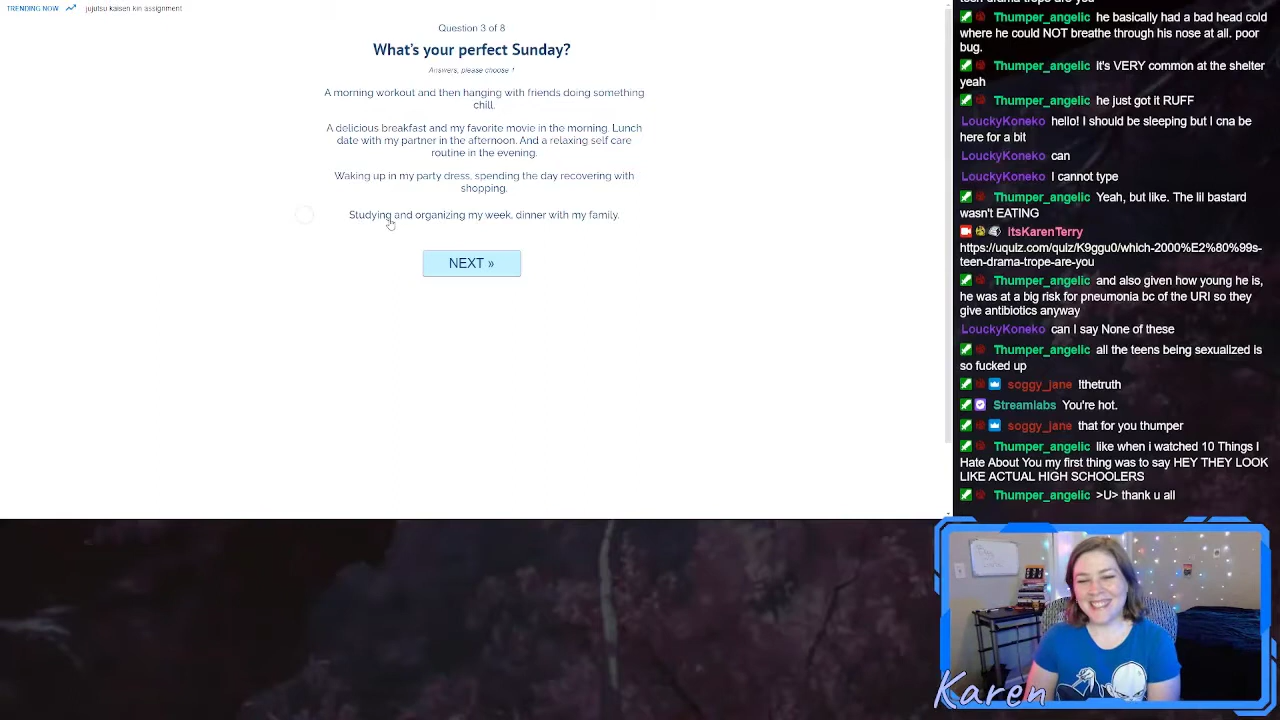 TRENDING NOW jujutsu kaisen kin assignment
Question 3 of 8
What's your perfect Sunday?
Answers, please choose 1
A morning workout and then hanging with friends doing something
chill.
A delicious breakfast and my favorite movie in the morning. Lunch
date with my partner in the afternoon. And a relaxing self care
routine in the evening.
Waking up in my party dress, spending the day recovering with
shopping.
Studying and organizing my week, dinner with my family.
NEXT »
teen-drama-trope-are-you
Thumper_angelic he basically had a bad head cold
where he could NOT breathe through his nose at all. poor
bug.
Thumper_angelic it's VERY common at the shelter
yeah
Thumper_angelic he just got it RUFF
LouckyKoneko hello! I should be sleeping but I cna be
here for a bit
LouckyKoneko can
LouckyKoneko I cannot type
Thumper_angelic Yeah, but like. The lil bastard
wasn't EATING
ItsKarenTerry
https://uquiz.com/quiz/K9ggu0/which-2000%E2%80%99s-
teen-drama-trope-are-you
Thumper_angelic and also given how young he is,
he was at a big risk for pneumonia bc of the URI so they
give antibiotics anyway
LouckyKoneko can I say None of these
Thumper_angelic all the teens being sexualized is
so fucked up
soggy_jane !thetruth
Streamlabs You're hot.
soggy_jane that for you thumper
Thumper_angelic like when i watched 10 Things I
Hate About You my first thing was to say HEY THEY LOOK
LIKE ACTUAL HIGH SCHOOLERS
Thumper_angelic >U> thank u all
Karen